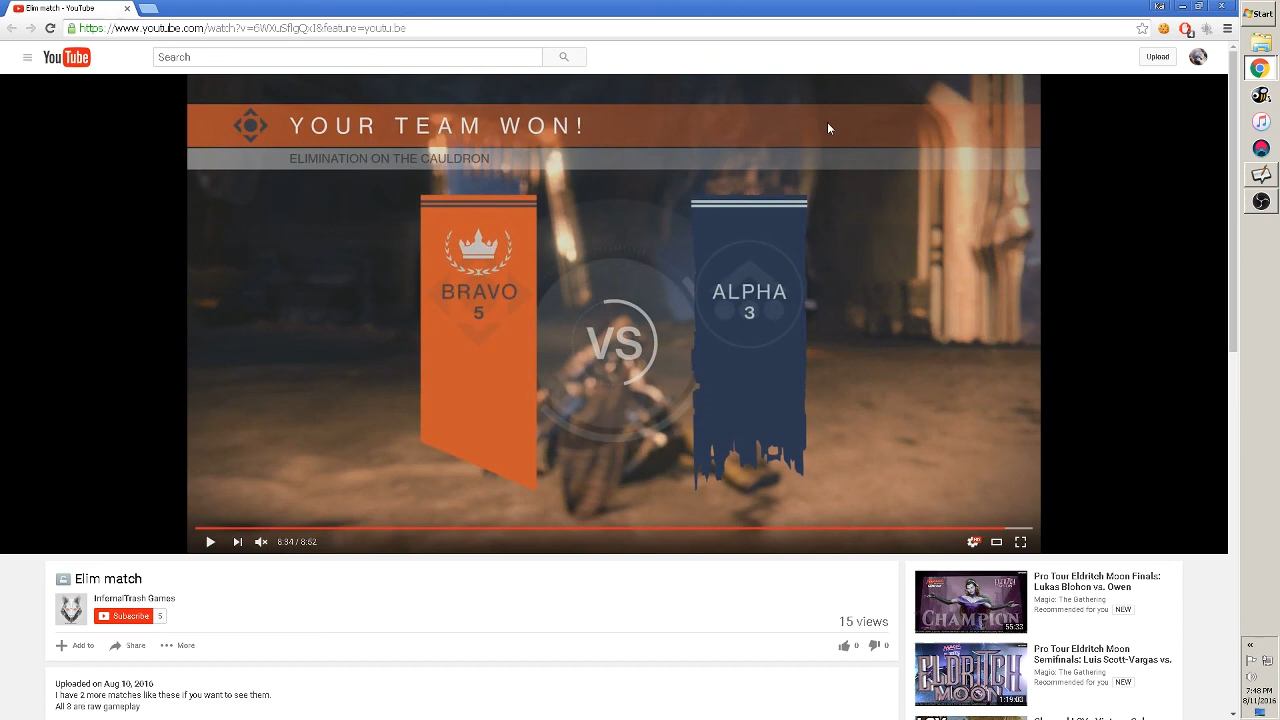 Elim match - YouTube
https://www.youtube.com/watch?v=6WXuSflgQxI&feature=youtu.be
Start
YouTube
Search
Upload
YOUR TEAM WON!
ELIMINATION ON THE CAULDRON
BRAVO
5
VS
ALPHA
3
8:34 / 8:52
HD
Elim match
InfernalTrash Games
Subscribe 5
15 views
Add to Share More
0 0
Uploaded on Aug 10, 2016
I have 2 more matches like these if you want to see them.
All 3 are raw gameplay
CHAMPION
55:33
Pro Tour Eldritch Moon Finals:
Lukas Blohon vs. Owen
Magic: The Gathering
Recommended for you NEW
ELDRITCH
MOON
1:19:03
Pro Tour Eldritch Moon
Semifinals: Luis Scott-Vargas vs.
Magic: The Gathering
Recommended for you NEW
7:48 PM